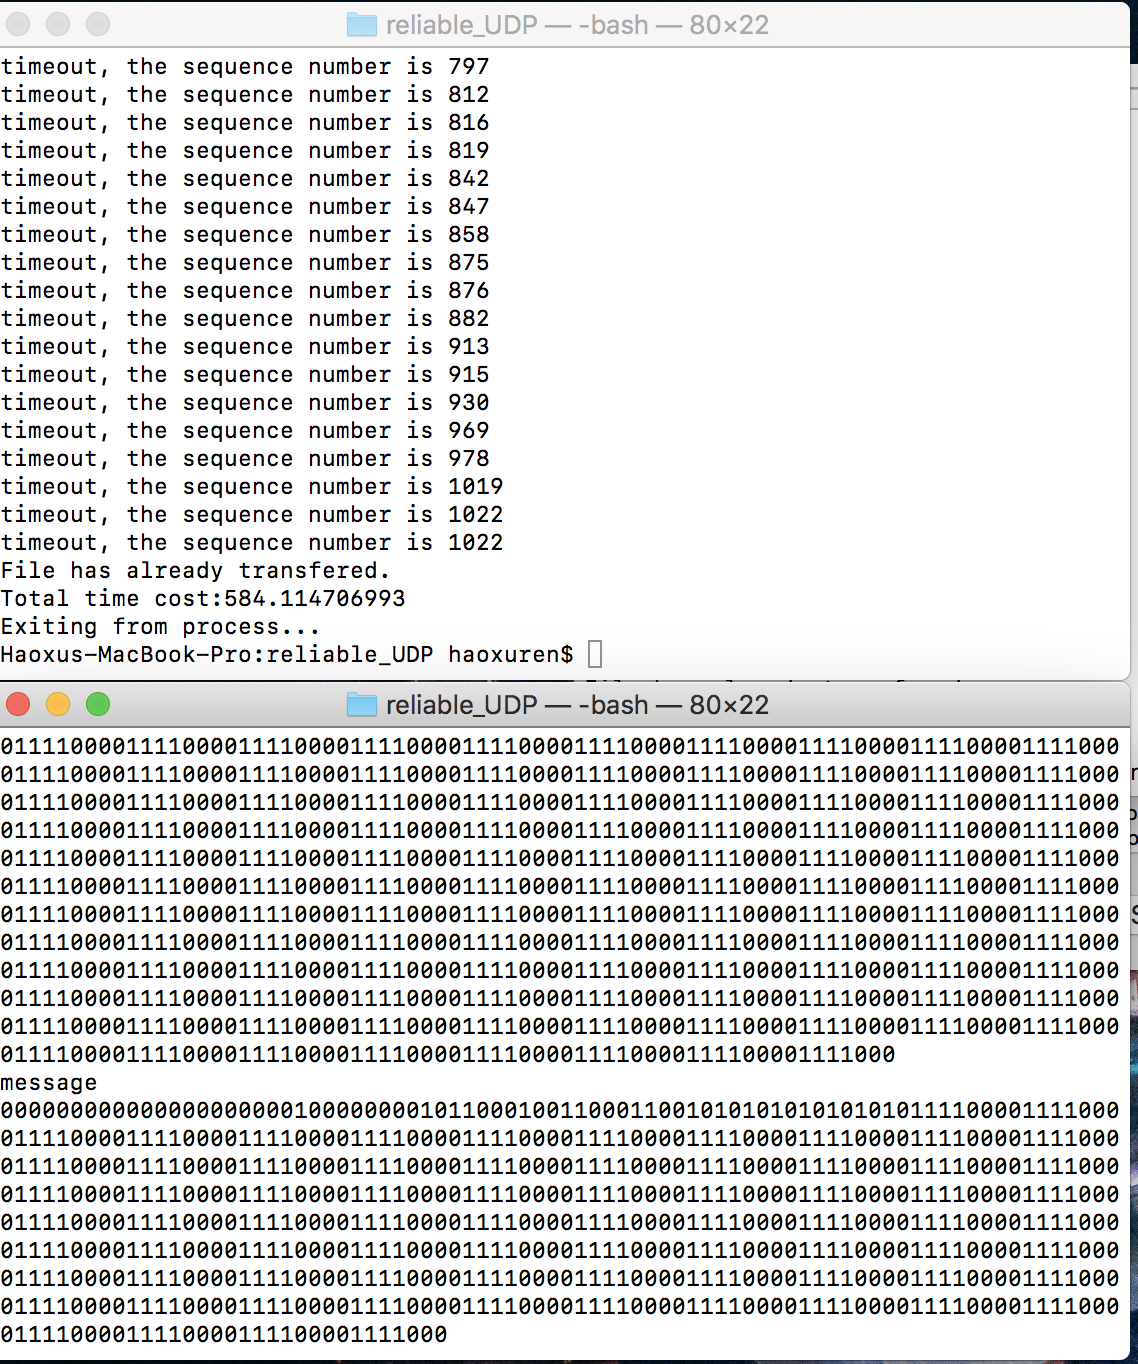 reliable_UDP — -bash — 80×22
timeout, the sequence number is 797
timeout, the sequence number is 812
timeout, the sequence number is 816
timeout, the sequence number is 819
timeout, the sequence number is 842
timeout, the sequence number is 847
timeout, the sequence number is 858
timeout, the sequence number is 875
timeout, the sequence number is 876
timeout, the sequence number is 882
timeout, the sequence number is 913
timeout, the sequence number is 915
timeout, the sequence number is 930
timeout, the sequence number is 969
timeout, the sequence number is 978
timeout, the sequence number is 1019
timeout, the sequence number is 1022
timeout, the sequence number is 1022
File has already transfered.
Total time cost:584.114706993
Exiting from process...
Haoxus-MacBook-Pro:reliable_UDP haoxuren$
reliable_UDP — -bash — 80×22
01111000011110000111100001111000011110000111100001111000011110000111100001111000
01111000011110000111100001111000011110000111100001111000011110000111100001111000
01111000011110000111100001111000011110000111100001111000011110000111100001111000
01111000011110000111100001111000011110000111100001111000011110000111100001111000
01111000011110000111100001111000011110000111100001111000011110000111100001111000
01111000011110000111100001111000011110000111100001111000011110000111100001111000
01111000011110000111100001111000011110000111100001111000011110000111100001111000
01111000011110000111100001111000011110000111100001111000011110000111100001111000
01111000011110000111100001111000011110000111100001111000011110000111100001111000
01111000011110000111100001111000011110000111100001111000011110000111100001111000
01111000011110000111100001111000011110000111100001111000011110000111100001111000
0111100001111000011110000111100001111000011110000111100001111000
message
00000000000000000000010000000010110001001100011001010101010101010111100001111000
01111000011110000111100001111000011110000111100001111000011110000111100001111000
01111000011110000111100001111000011110000111100001111000011110000111100001111000
01111000011110000111100001111000011110000111100001111000011110000111100001111000
01111000011110000111100001111000011110000111100001111000011110000111100001111000
01111000011110000111100001111000011110000111100001111000011110000111100001111000
01111000011110000111100001111000011110000111100001111000011110000111100001111000
01111000011110000111100001111000011110000111100001111000011110000111100001111000
01111000011110000111100001111000